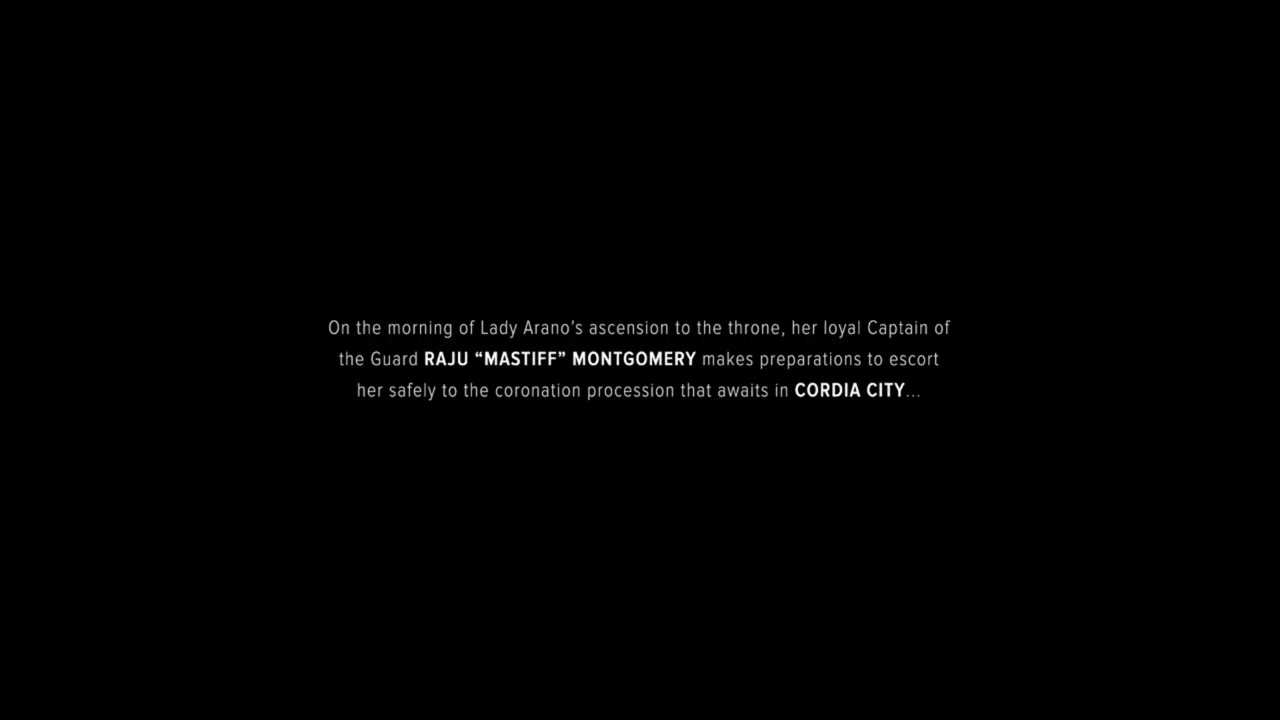 On the morning of Lady Arano’s ascension to the throne, her loyal Captain of
the Guard RAJU “MASTIFF” MONTGOMERY makes preparations to escort
her safely to the coronation procession that awaits in CORDIA CITY...